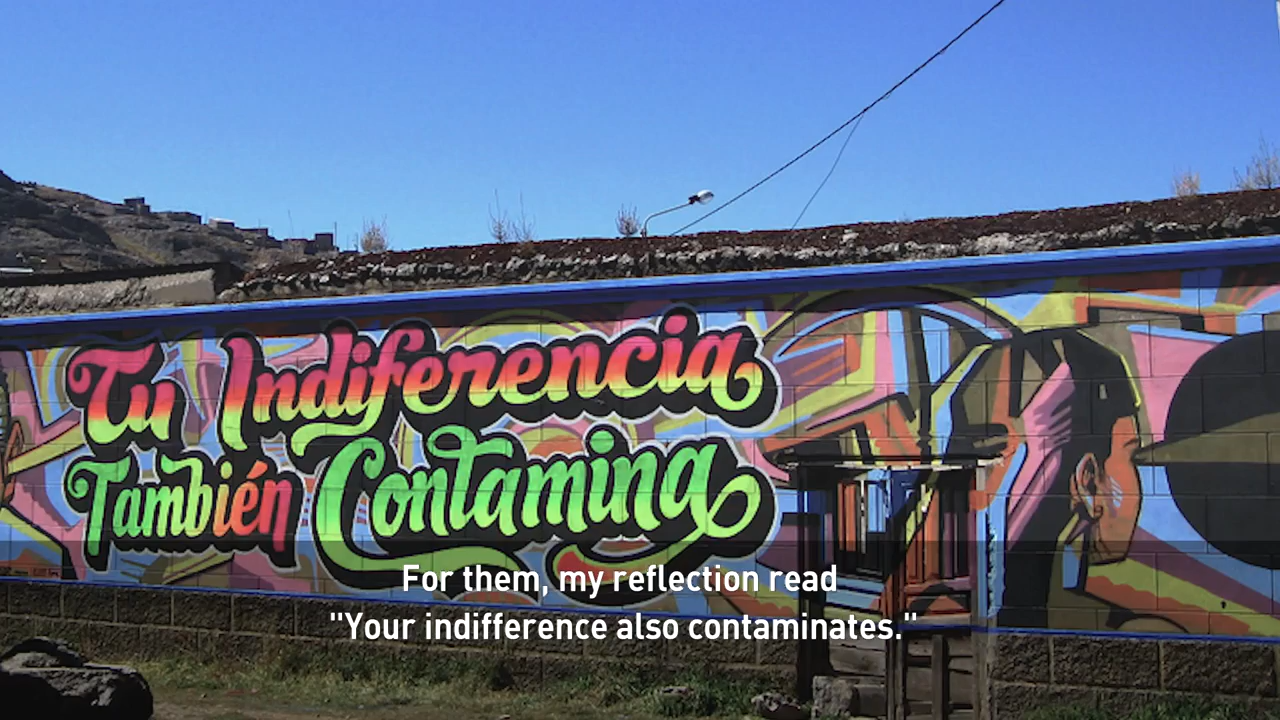 Tu Indiferencia
También Contamina
For them, my reflection read
"Your indifference also contaminates."